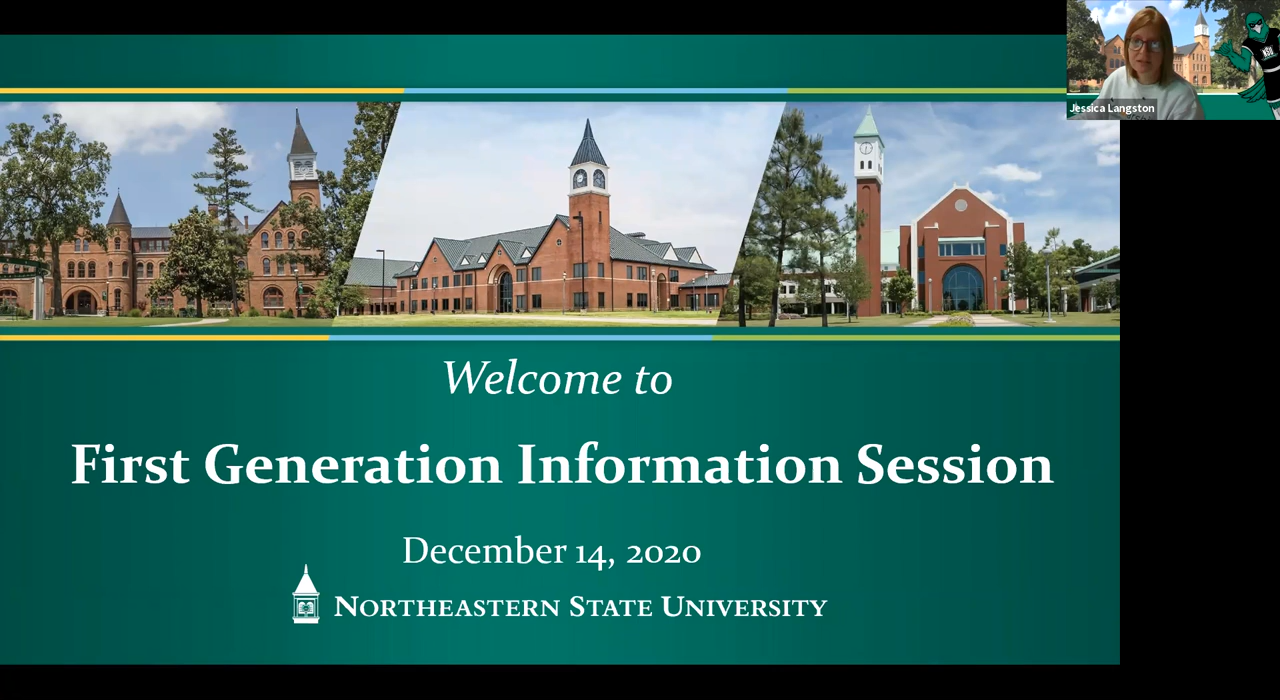 Jessica Langston
Welcome to
First Generation Information Session
December 14, 2020
NORTHEASTERN STATE UNIVERSITY